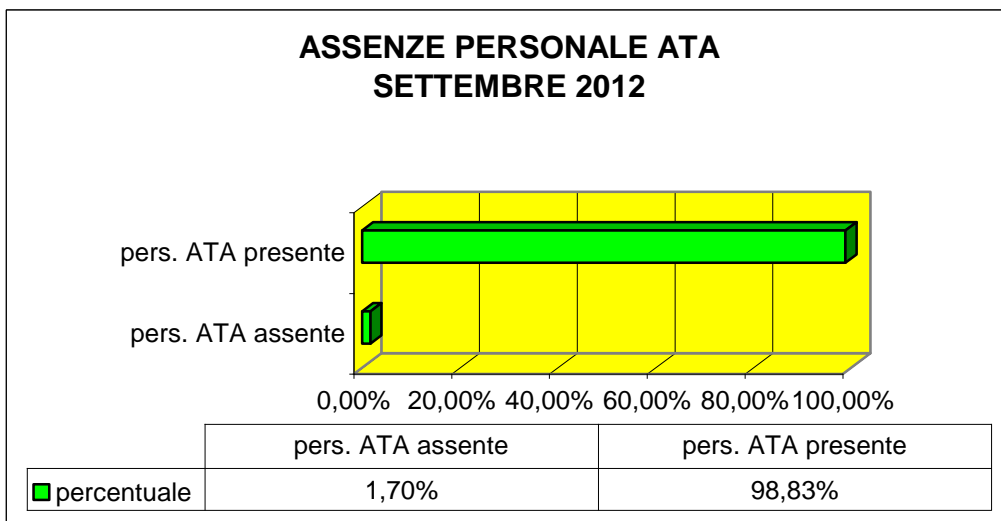 ASSENZE PERSONALE ATA
SETTEMBRE 2012
pers. ATA presente
pers. ATA assente
0,00% 20,00% 40,00% 60,00% 80,00% 100,00%
pers. ATA assente pers. ATA presente
percentuale 1,70% 98,83%